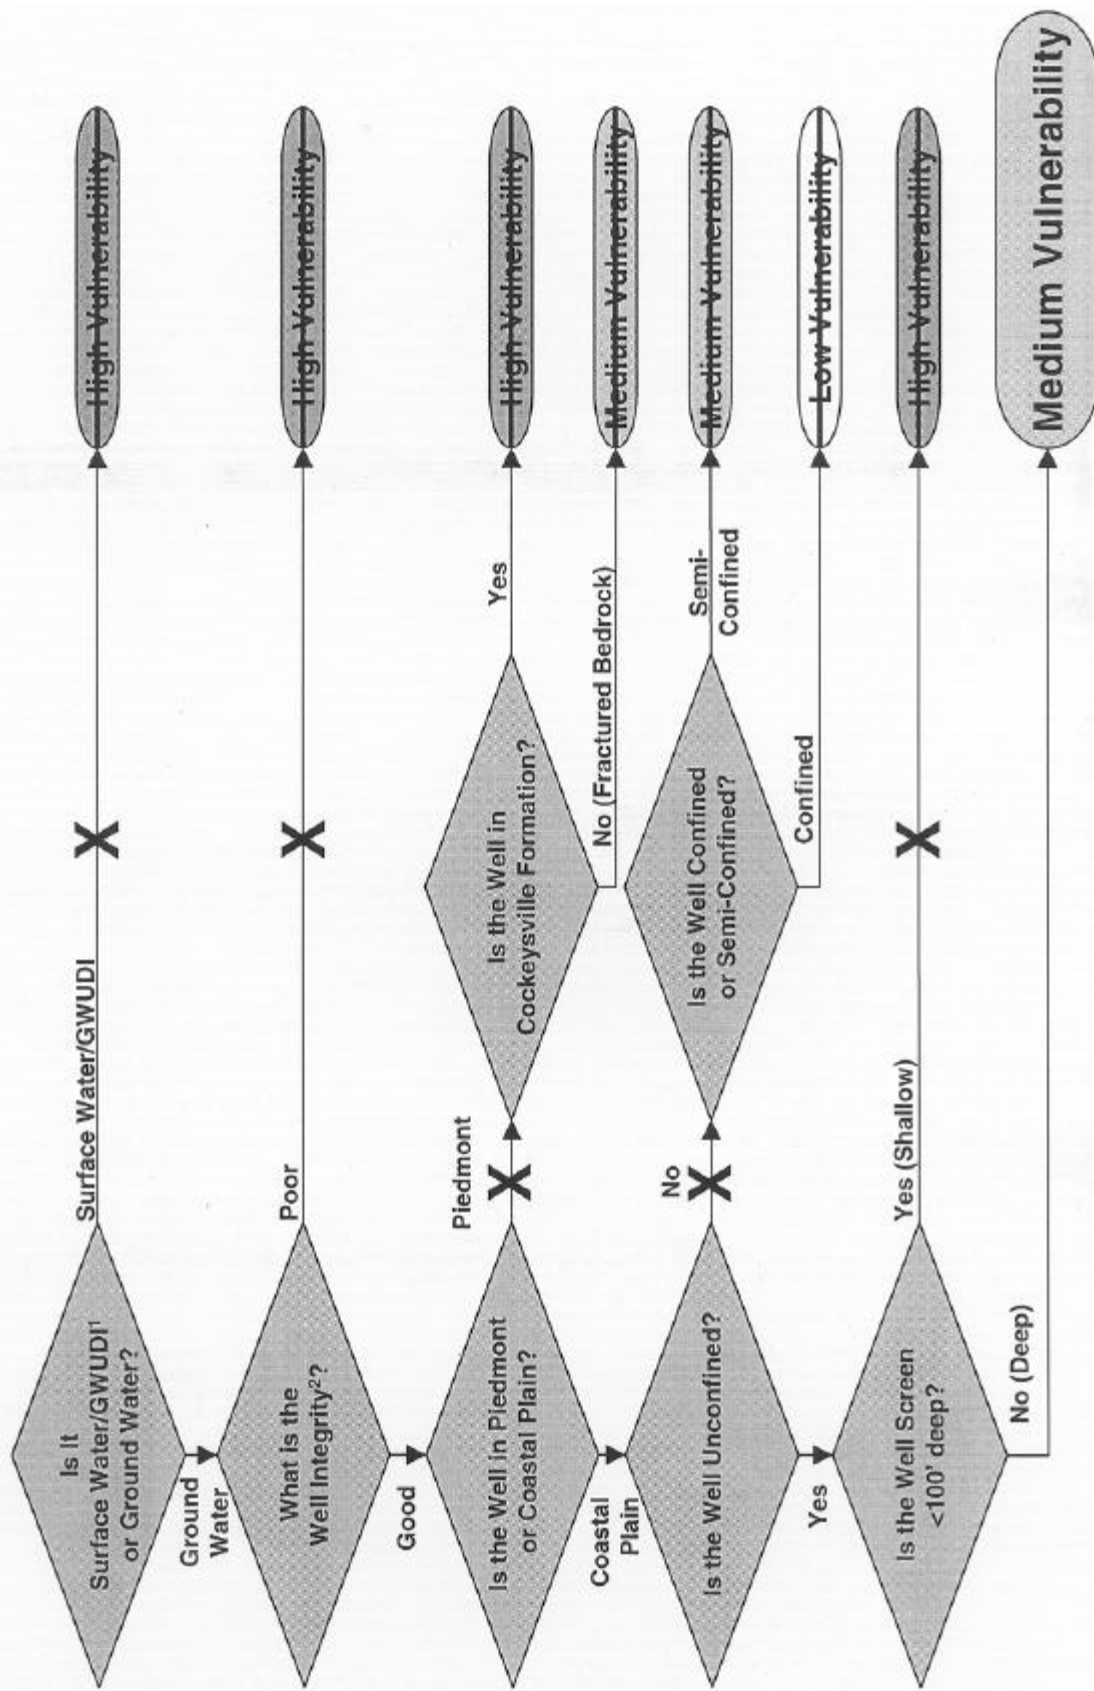 Is It
Surface Water/GWUDI¹
or Ground Water?
Surface Water/GWUDI
X
High Vulnerability
Ground
Water
What is the
Well Integrity²?
Poor
X
High Vulnerability
Good
Is the Well in Piedmont
or Coastal Plain?
Piedmont
X
Is the Well in
Cockeysville Formation?
Yes
High Vulnerability
No (Fractured Bedrock)
Medium Vulnerability
Coastal
Plain
Is the Well Unconfined?
No
X
Is the Well Confined
or Semi-Confined?
Semi-
Confined
Medium Vulnerability
Confined
Low Vulnerability
Yes
Is the Well Screen
<100' deep?
Yes (Shallow)
X
High Vulnerability
No (Deep)
Medium Vulnerability